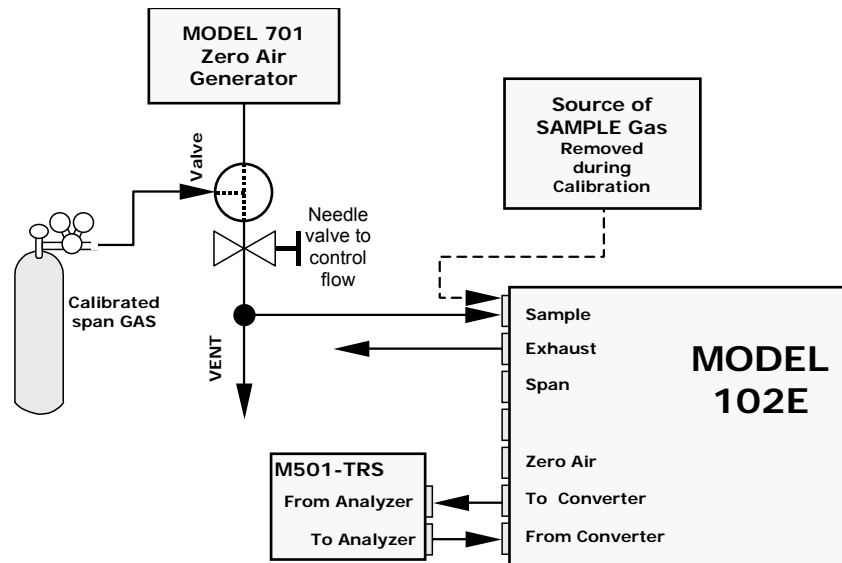 MODEL 701
Zero Air
Generator
Source of
SAMPLE Gas
Removed
during
Calibration
Valve
Needle
valve to
control
flow
Calibrated
span GAS
VENT
Sample
Exhaust
Span
Zero Air
To Converter
From Converter
MODEL
102E
M501-TRS
From Analyzer
To Analyzer